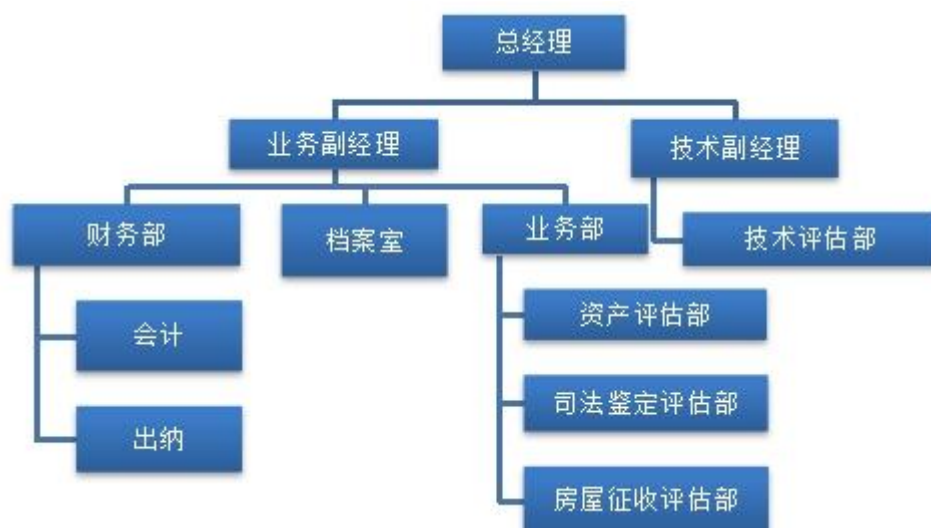 总经理
业务副经理
技术副经理
财务部
档案室
业务部
技术评估部
会计
资产评估部
司法鉴定评估部
出纳
房屋征收评估部